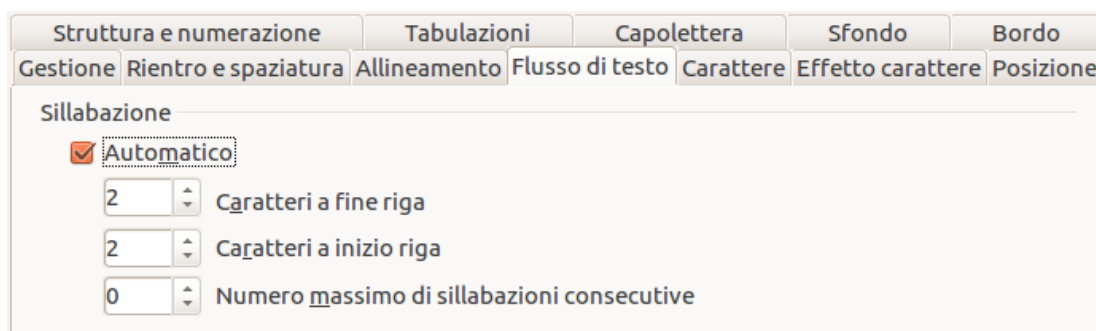 Struttura e numerazione Tabulazioni Capolettera Sfondo Bordo
Gestione Rientro e spaziatura Allineamento Flusso di testo Carattere Effetto carattere Posizione
Sillabazione
Automatico
2 Caratteri a fine riga
2 Caratteri a inizio riga
0 Numero massimo di sillabazioni consecutive